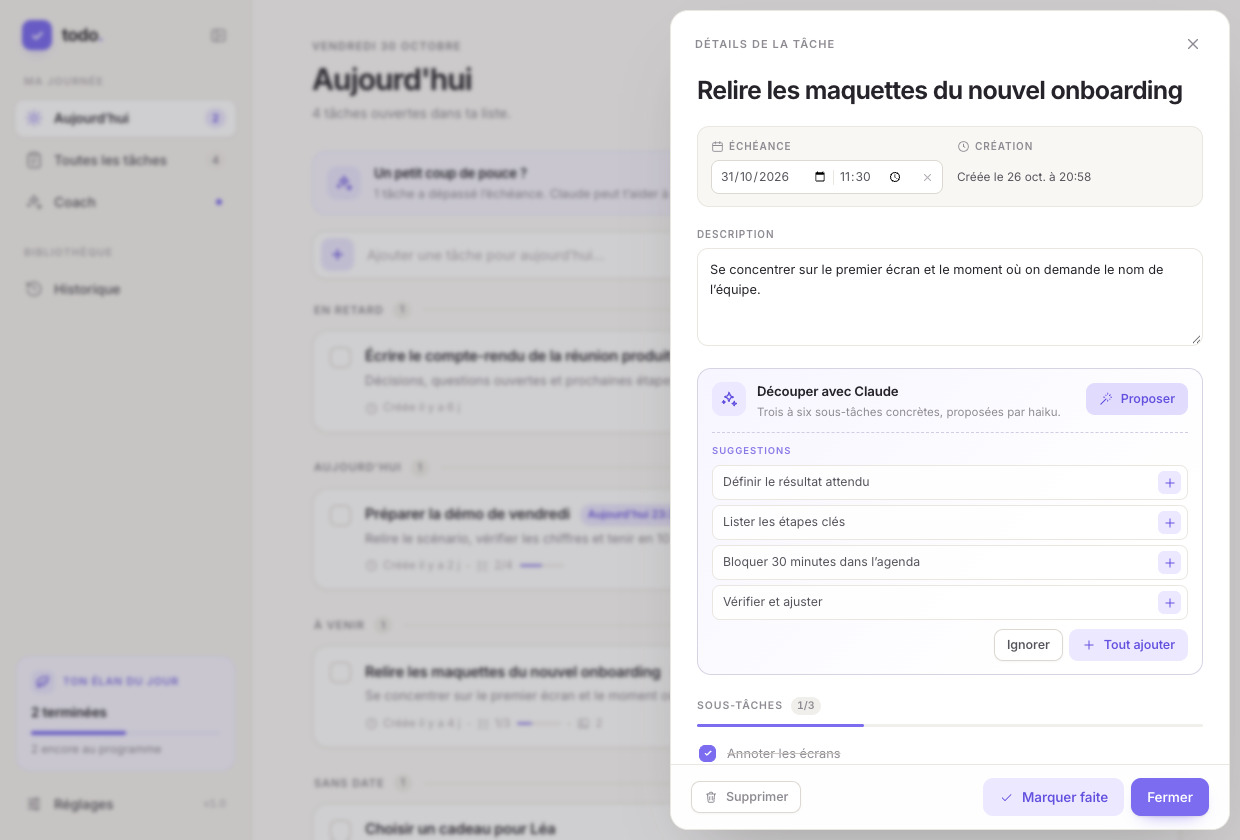 todo.
MA JOURNÉE
Aujourd'hui 2
Toutes les tâches 4
Coach
BIBLIOTHÈQUE
Historique
TON ÉLAN DU JOUR
2 terminées
2 encore au programme
Réglages
VENDREDI 30 OCTOBRE
Aujourd'hui
4 tâches ouvertes dans ta liste.
Un petit coup de pouce ?
1 tâche a dépassé l'échéance. Claude peut t'aider à
Ajouter une tâche pour aujourd'hui...
EN RETARD 1
Écrire le compte-rendu de la réunion produit
Décisions, questions ouvertes et prochaines étapes
Créée il y a 6 j
AUJOURD'HUI 1
Préparer la démo de vendredi Aujourd'hui
Relire le scénario, vérifier les chiffres et tenir en 10
Créée il y a 2 j · 2/4
À VENIR 1
Relire les maquettes du nouvel onboarding
Se concentrer sur le premier écran et le moment
Créée il y a 4 j · 1/3 · 2
SANS DATE 1
Choisir un cadeau pour Léa
DÉTAILS DE LA TÂCHE
Relire les maquettes du nouvel onboarding
ÉCHÉANCE
31/10/2026 11:30
CRÉATION
Créée le 26 oct. à 20:58
DESCRIPTION
Se concentrer sur le premier écran et le moment où on demande le nom de
l’équipe.
Découper avec Claude
Trois à six sous-tâches concrètes, proposées par haiku.
Proposer
SUGGESTIONS
Définir le résultat attendu
Lister les étapes clés
Bloquer 30 minutes dans l’agenda
Vérifier et ajuster
Ignorer
Tout ajouter
SOUS-TÂCHES 1/3
Annoter les écrans
Supprimer
Marquer faite
Fermer